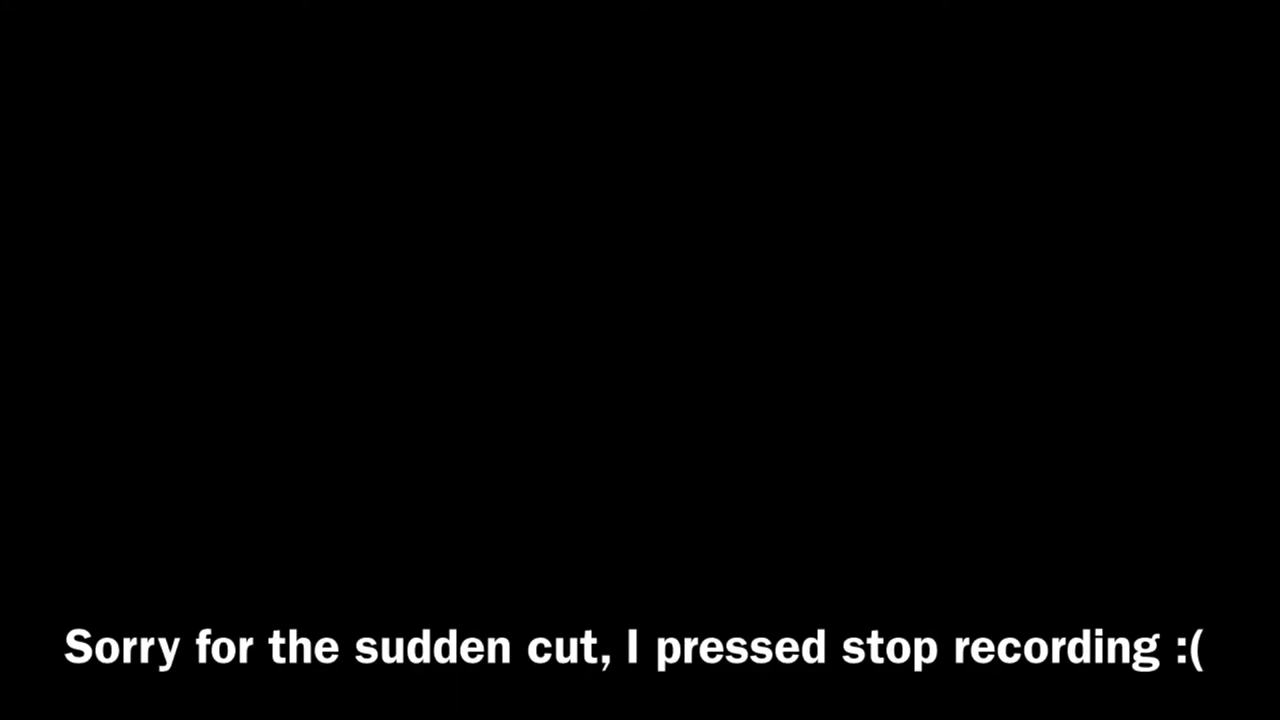 Sorry for the sudden cut, I pressed stop recording :(